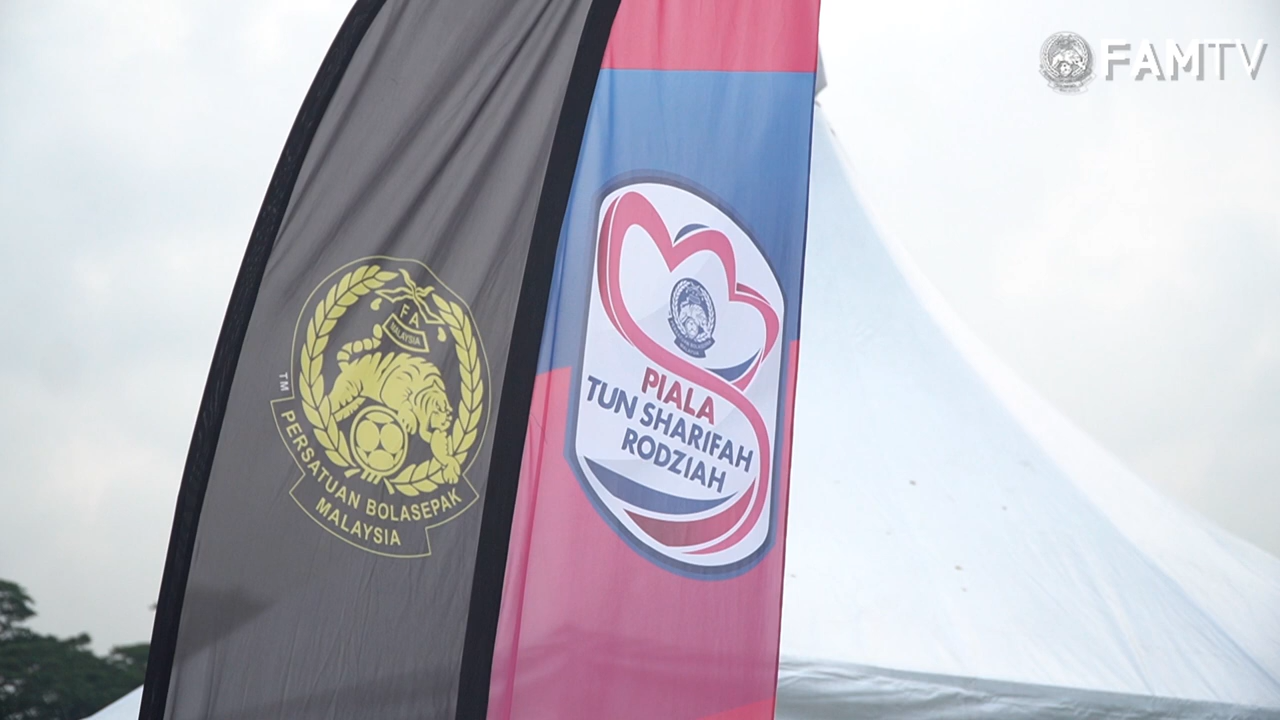 FAMTV
FA
MALAYSIA
TM
PERSATUAN BOLASEPAK
MALAYSIA
PIALA
TUN SHARIFAH
RODZIAH